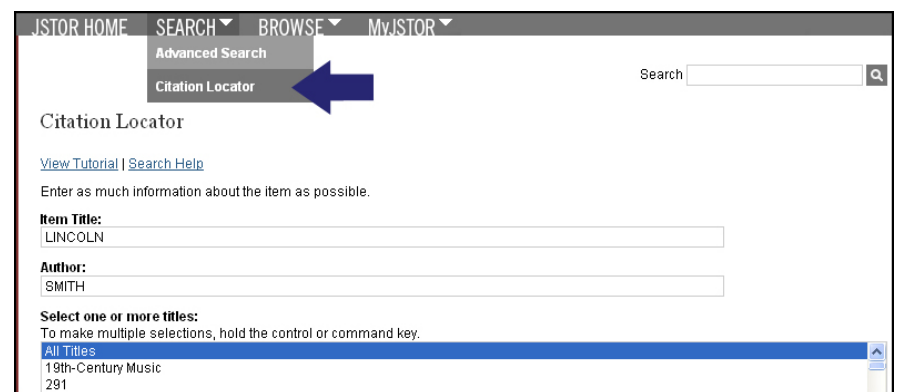 JSTOR HOME SEARCH BROWSE MyJSTOR
Advanced Search
Citation Locator
Search
Citation Locator
View Tutorial | Search Help
Enter as much information about the item as possible.
Item Title:
LINCOLN
Author:
SMITH
Select one or more titles:
To make multiple selections, hold the control or command key.
All Titles
19th-Century Music
291